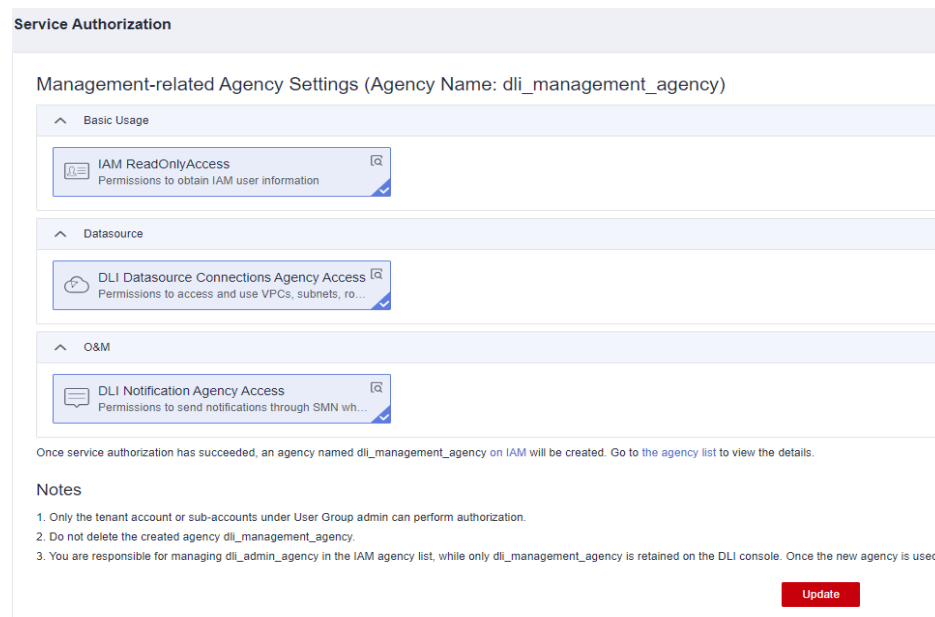 Service Authorization
Management-related Agency Settings (Agency Name: dli_management_agency)
Basic Usage
IAM ReadOnlyAccess
Permissions to obtain IAM user information
Datasource
DLI Datasource Connections Agency Access
Permissions to access and use VPCs, subnets, ro...
O&M
DLI Notification Agency Access
Permissions to send notifications through SMN wh...
Once service authorization has succeeded, an agency named dli_management_agency on IAM will be created. Go to the agency list to view the details.
Notes
1. Only the tenant account or sub-accounts under User Group admin can perform authorization.
2. Do not delete the created agency dli_management_agency.
3. You are responsible for managing dli_admin_agency in the IAM agency list, while only dli_management_agency is retained on the DLI console. Once the new agency is used
Update